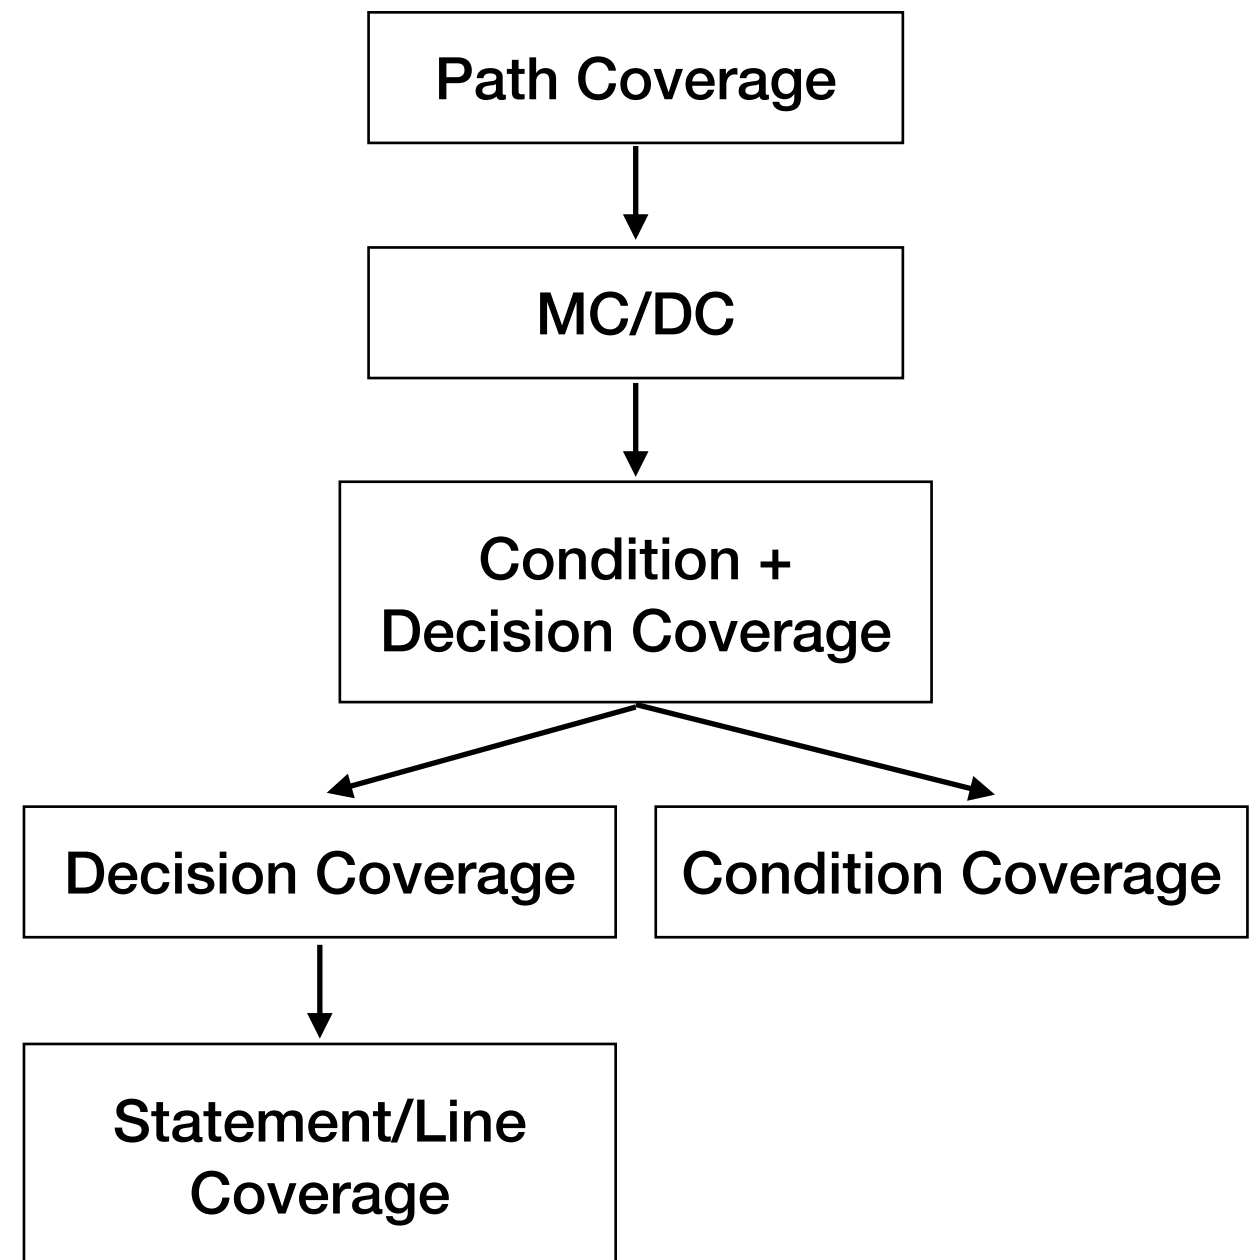 Path Coverage
MC/DC
Condition +
Decision Coverage
Decision Coverage
Condition Coverage
Statement/Line
Coverage